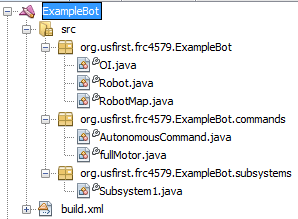 ExampleBot
src
org.usfirst.frc4579.ExampleBot
OI.java
Robot.java
RobotMap.java
org.usfirst.frc4579.ExampleBot.commands
AutonomousCommand.java
fullMotor.java
org.usfirst.frc4579.ExampleBot.subsystems
Subsystem1.java
build.xml